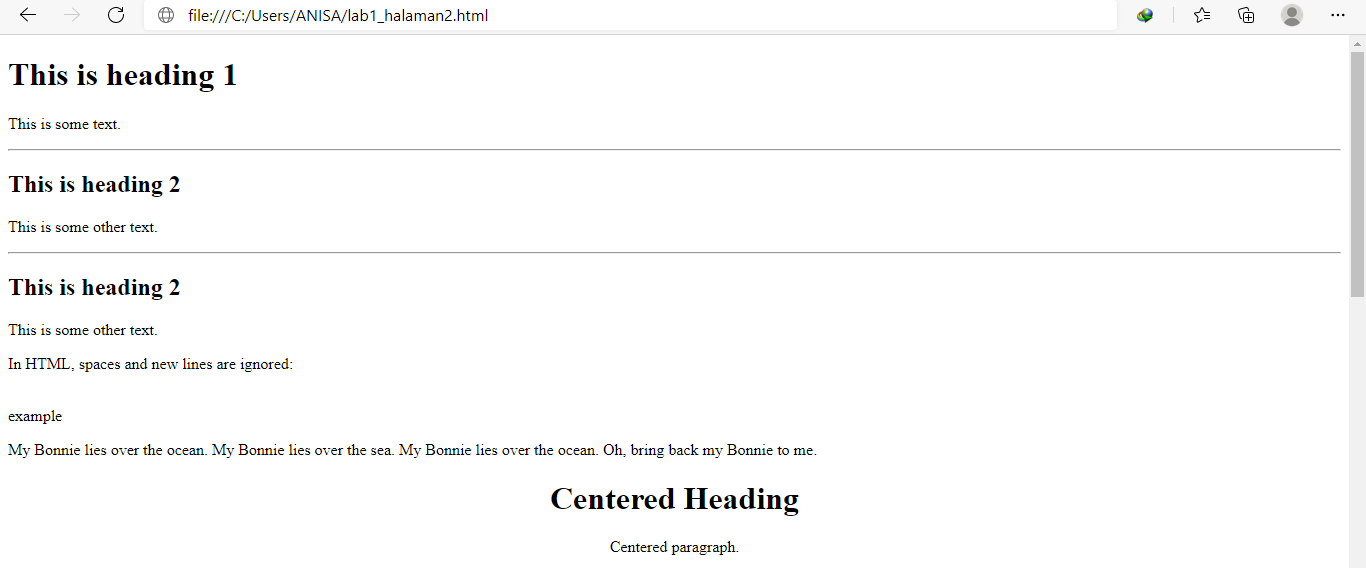 file:///C:/Users/ANISA/lab1_halaman2.html
This is heading 1
This is some text.
This is heading 2
This is some other text.
This is heading 2
This is some other text.
In HTML, spaces and new lines are ignored:
example
My Bonnie lies over the ocean. My Bonnie lies over the sea. My Bonnie lies over the ocean. Oh, bring back my Bonnie to me.
Centered Heading
Centered paragraph.